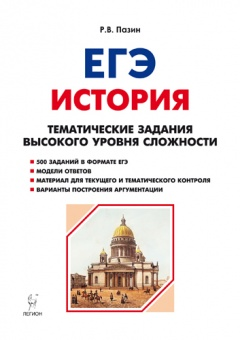 Р.В. Пазин
ЕГЭ
ИСТОРИЯ
ТЕМАТИЧЕСКИЕ ЗАДАНИЯ
ВЫСОКОГО УРОВНЯ СЛОЖНОСТИ
• 500 ЗАДАНИЙ В ФОРМАТЕ ЕГЭ
• МОДЕЛИ ОТВЕТОВ
• МАТЕРИАЛ ДЛЯ ТЕКУЩЕГО И ТЕМАТИЧЕСКОГО КОНТРОЛЯ
• ВАРИАНТЫ ПОСТРОЕНИЯ АРГУМЕНТАЦИИ
ЛЕГИОН